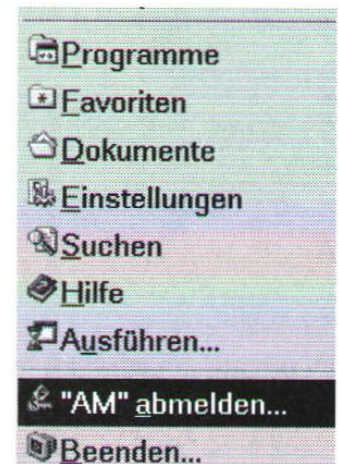 Programme
Favoriten
Dokumente
Einstellungen
Suchen
Hilfe
Ausführen...
"AM" abmelden...
Beenden...